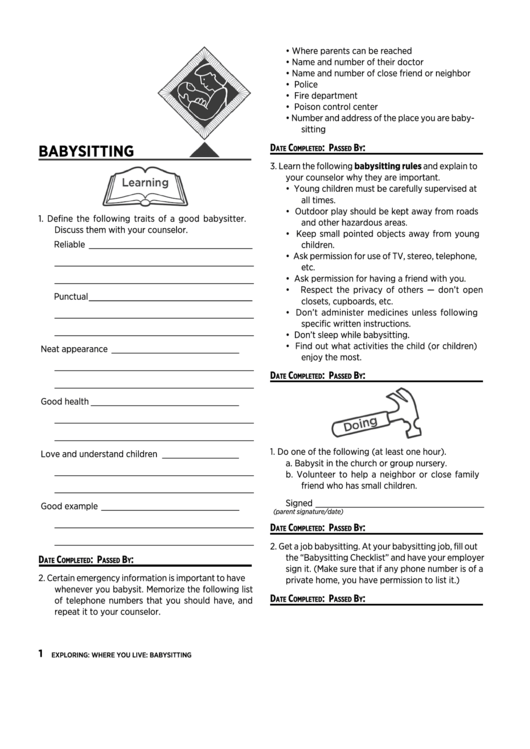 BABYSITTING
Learning
1. Define the following traits of a good babysitter.
Discuss them with your counselor.
Reliable
Punctual
Neat appearance
Good health
Love and understand children
Good example
DATE COMPLETED: PASSED BY:
2. Certain emergency information is important to have
whenever you babysit. Memorize the following list
of telephone numbers that you should have, and
repeat it to your counselor.
• Where parents can be reached
• Name and number of their doctor
• Name and number of close friend or neighbor
• Police
• Fire department
• Poison control center
• Number and address of the place you are baby-
sitting
DATE COMPLETED: PASSED BY:
3. Learn the following babysitting rules and explain to
your counselor why they are important.
• Young children must be carefully supervised at
all times.
• Outdoor play should be kept away from roads
and other hazardous areas.
• Keep small pointed objects away from young
children.
• Ask permission for use of TV, stereo, telephone,
etc.
• Ask permission for having a friend with you.
• Respect the privacy of others — don't open
closets, cupboards, etc.
• Don't administer medicines unless following
specific written instructions.
• Don't sleep while babysitting.
• Find out what activities the child (or children)
enjoy the most.
DATE COMPLETED: PASSED BY:
Doing
1. Do one of the following (at least one hour).
a. Babysit in the church or group nursery.
b. Volunteer to help a neighbor or close family
friend who has small children.
Signed
(parent signature/date)
DATE COMPLETED: PASSED BY:
2. Get a job babysitting. At your babysitting job, fill out
the "Babysitting Checklist" and have your employer
sign it. (Make sure that if any phone number is of a
private home, you have permission to list it.)
DATE COMPLETED: PASSED BY:
1 EXPLORING: WHERE YOU LIVE: BABYSITTING